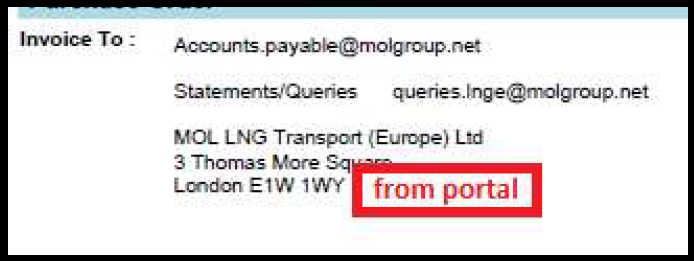 Invoice To :
Accounts.payable@molgroup.net
Statements/Queries queries.lnge@molgroup.net
MOL LNG Transport (Europe) Ltd
3 Thomas More Square
London E1W 1WY
from portal